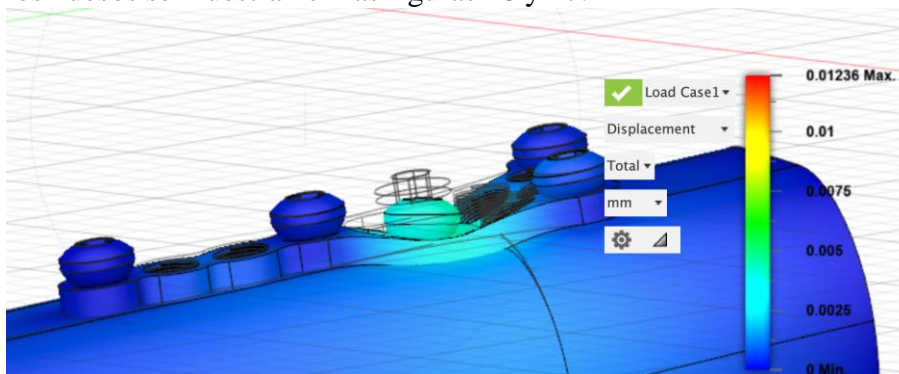 0.01236 Max.
Load Case1
Displacement
0.01
Total
0.0075
mm
0.005
0.0025
0 Min.